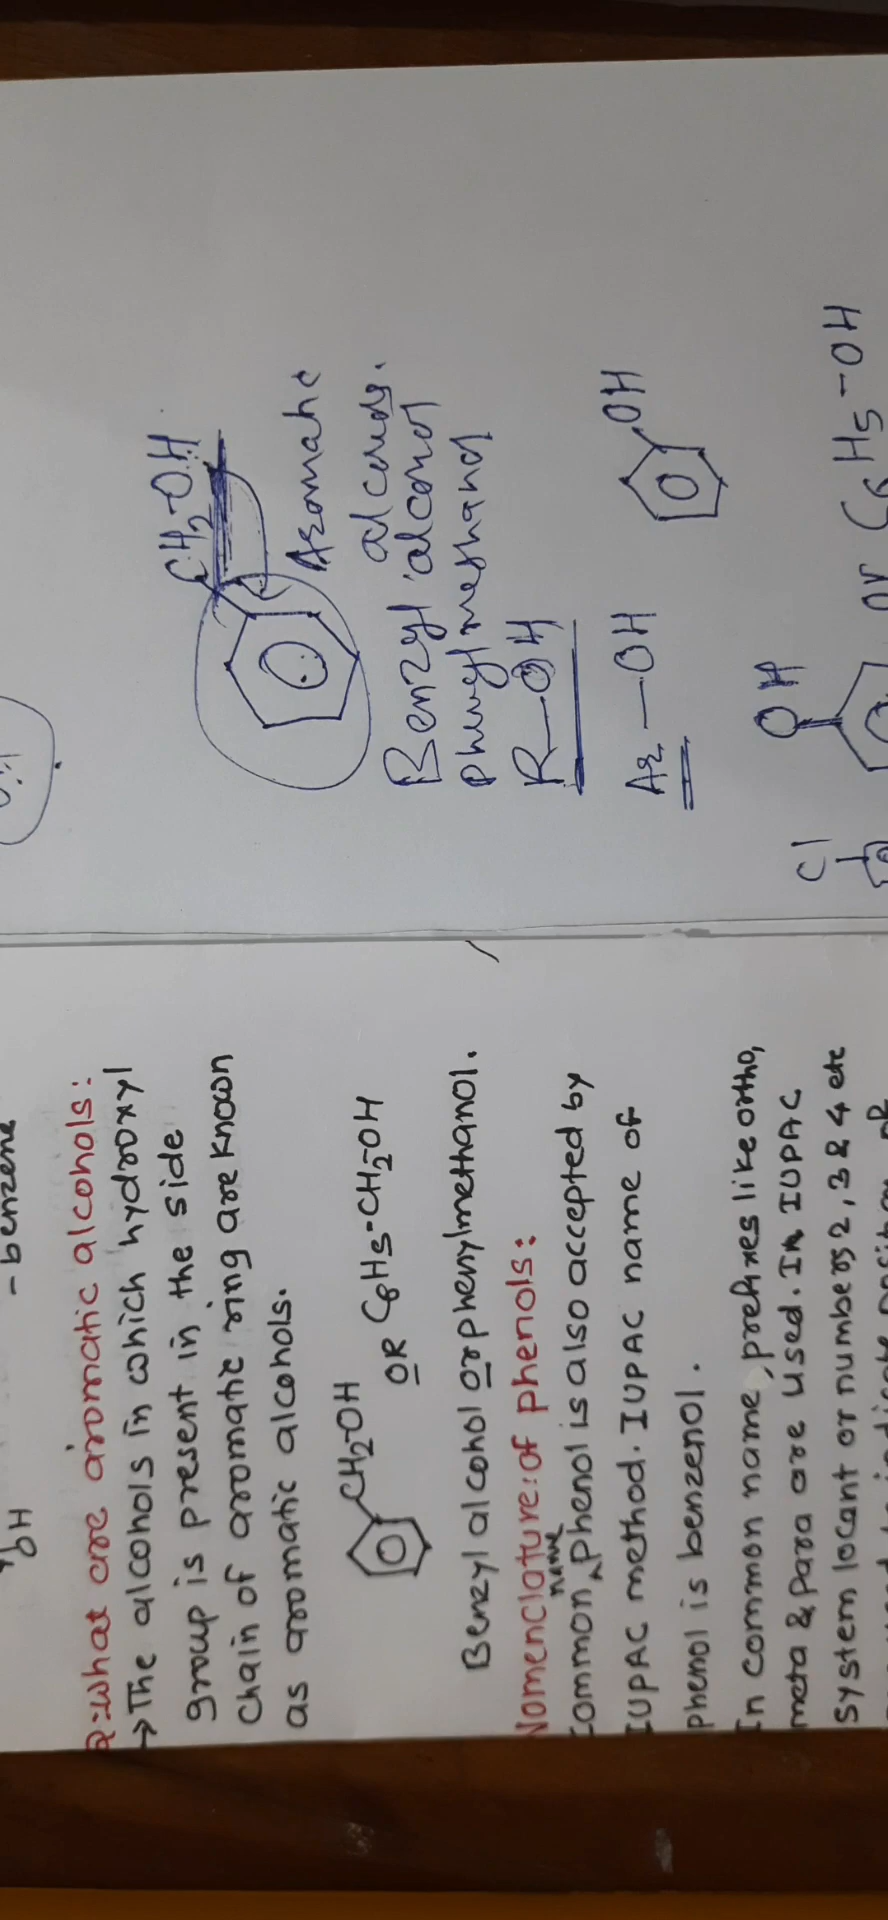 OH
-benzene
Q:what are aromatic alcohols:
→The alcohols in which hydroxyl
group is present in the side
chain of aromatic ring are known
as aromatic alcohols.
CH2-OH
OR C6H5-CH2-OH
Benzyl alcohol or phenylmethanol.
Nomenclature:of phenols:
name
Common ^ Phenol is also accepted by
IUPAC method. IUPAC name of
phenol is benzenol.
In common name, prefixes like ortho,
meta & para are used. In IUPAC
system locant or numbers 2,3 & 4 etc
CH2-OH
Aromatic
Benzyl alcohol
phenylmethanol
R-OH
Ar-OH
OH
Cl
OH
or C6H5-OH